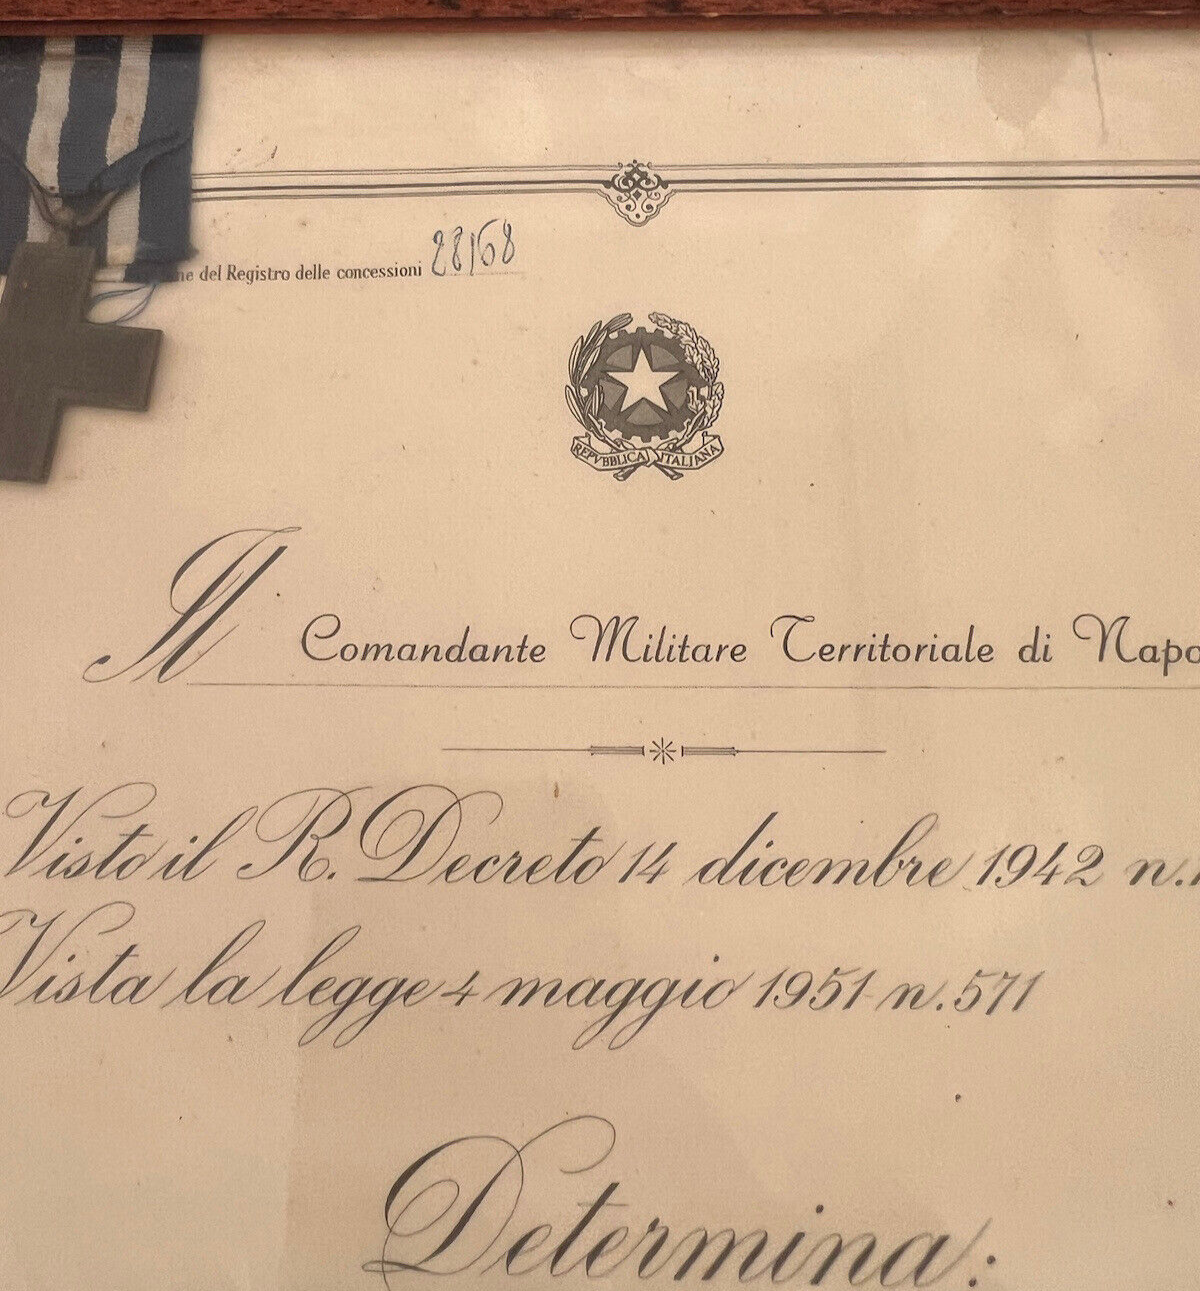 del Registro delle concessioni 28168
REPVBBLICA ITALIANA
Il Comandante Militare Territoriale di
Visto il R. Decreto 14 dicembre 1942 n.
Vista la legge 4 maggio 1951 n. 571
Determina: